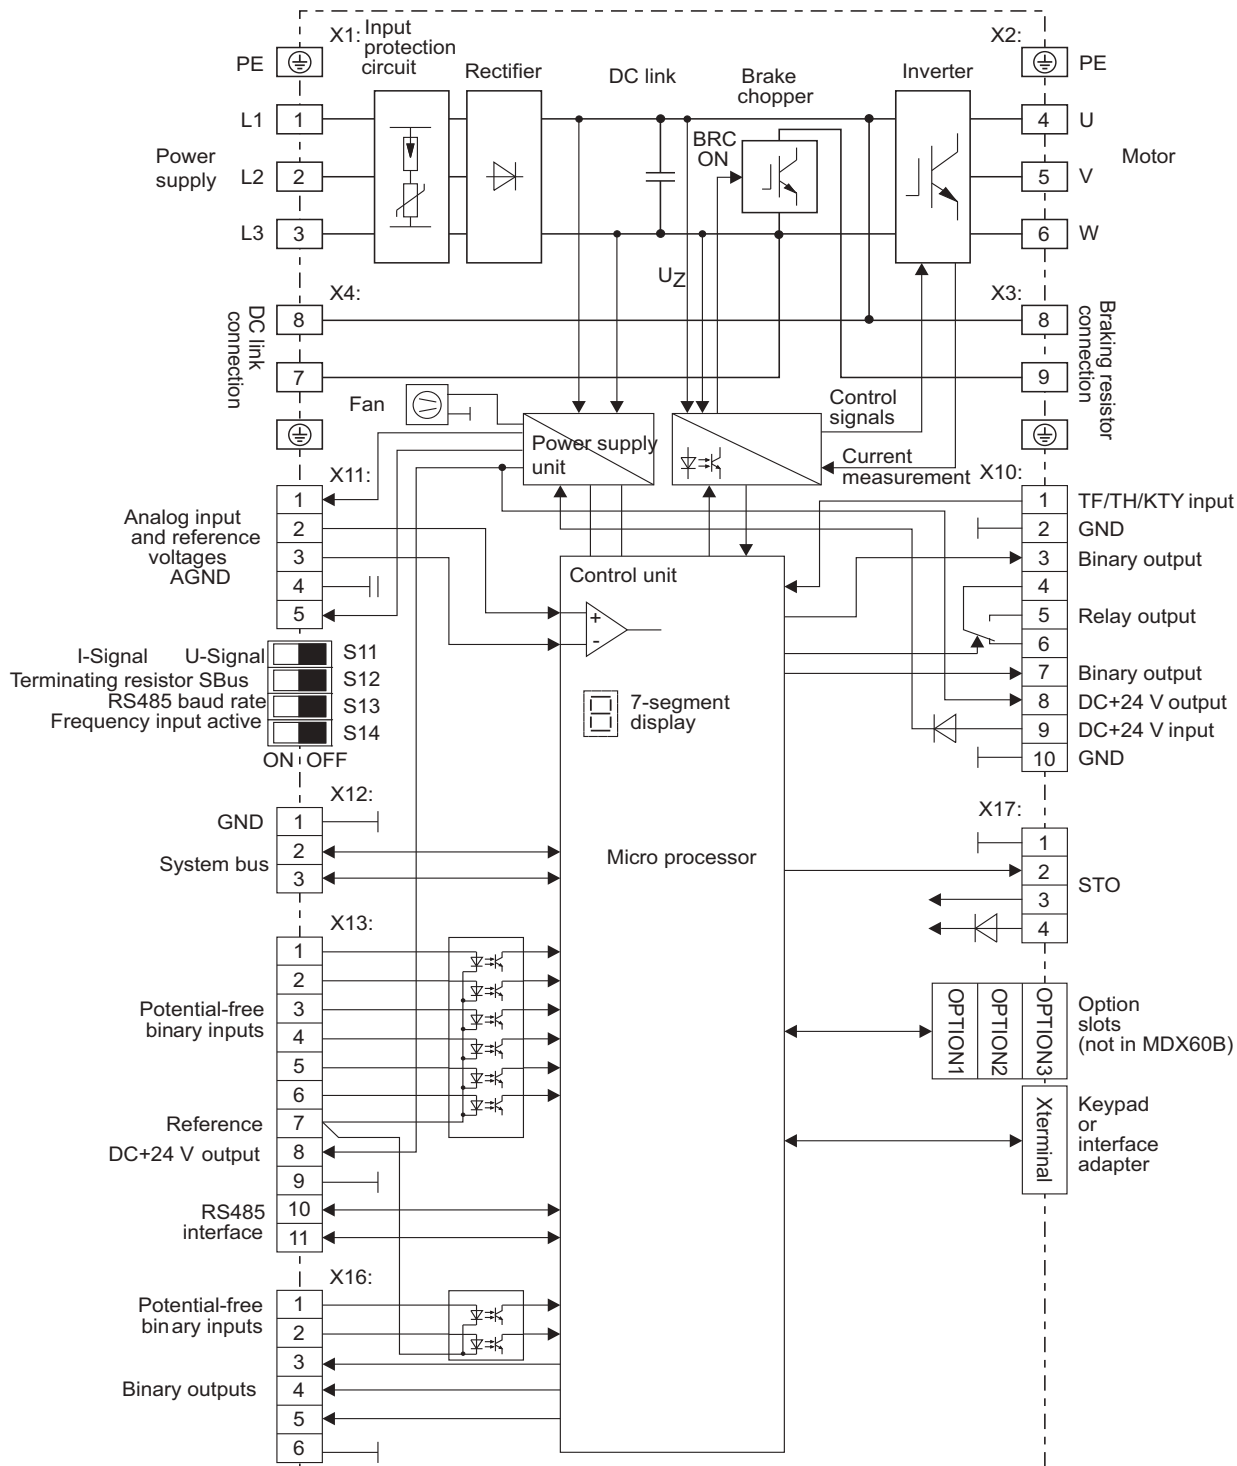 X1:
Input
protection
circuit
PE
Rectifier
DC link
Brake
chopper
Inverter
X2:
PE
L1
1
4
U
BRC
ON
Power
supply
L2
2
5
V
Motor
L3
3
6
W
UZ
X4:
X3:
8
8
DC link
connection
7
9
Braking resistor
connection
Fan
Control
signals
Power supply
unit
Current
measurement
X11:
X10:
1
2
3
4
5
Analog input
and reference
voltages
AGND
1
TF/TH/KTY input
2
GND
3
Binary output
4
5
Relay output
6
7
Binary output
8
DC+24 V output
9
DC+24 V input
10
GND
Control unit
+
-
I-Signal
U-Signal
S11
Terminating resistor SBus
S12
RS485 baud rate
S13
Frequency input active
S14
ON
OFF
7-segment
display
X12:
GND
1
2
System bus
3
Micro processor
X17:
1
2
STO
3
4
X13:
1
2
3
4
5
6
Potential-free
binary inputs
Reference
7
DC+24 V output
8
9
10
RS485
interface
11
OPTION1
OPTION2
OPTION3
Option
slots
(not in MDX60B)
Xterminal
Keypad
or
interface
adapter
X16:
1
Potential-free
binary inputs
2
3
Binary outputs
4
5
6